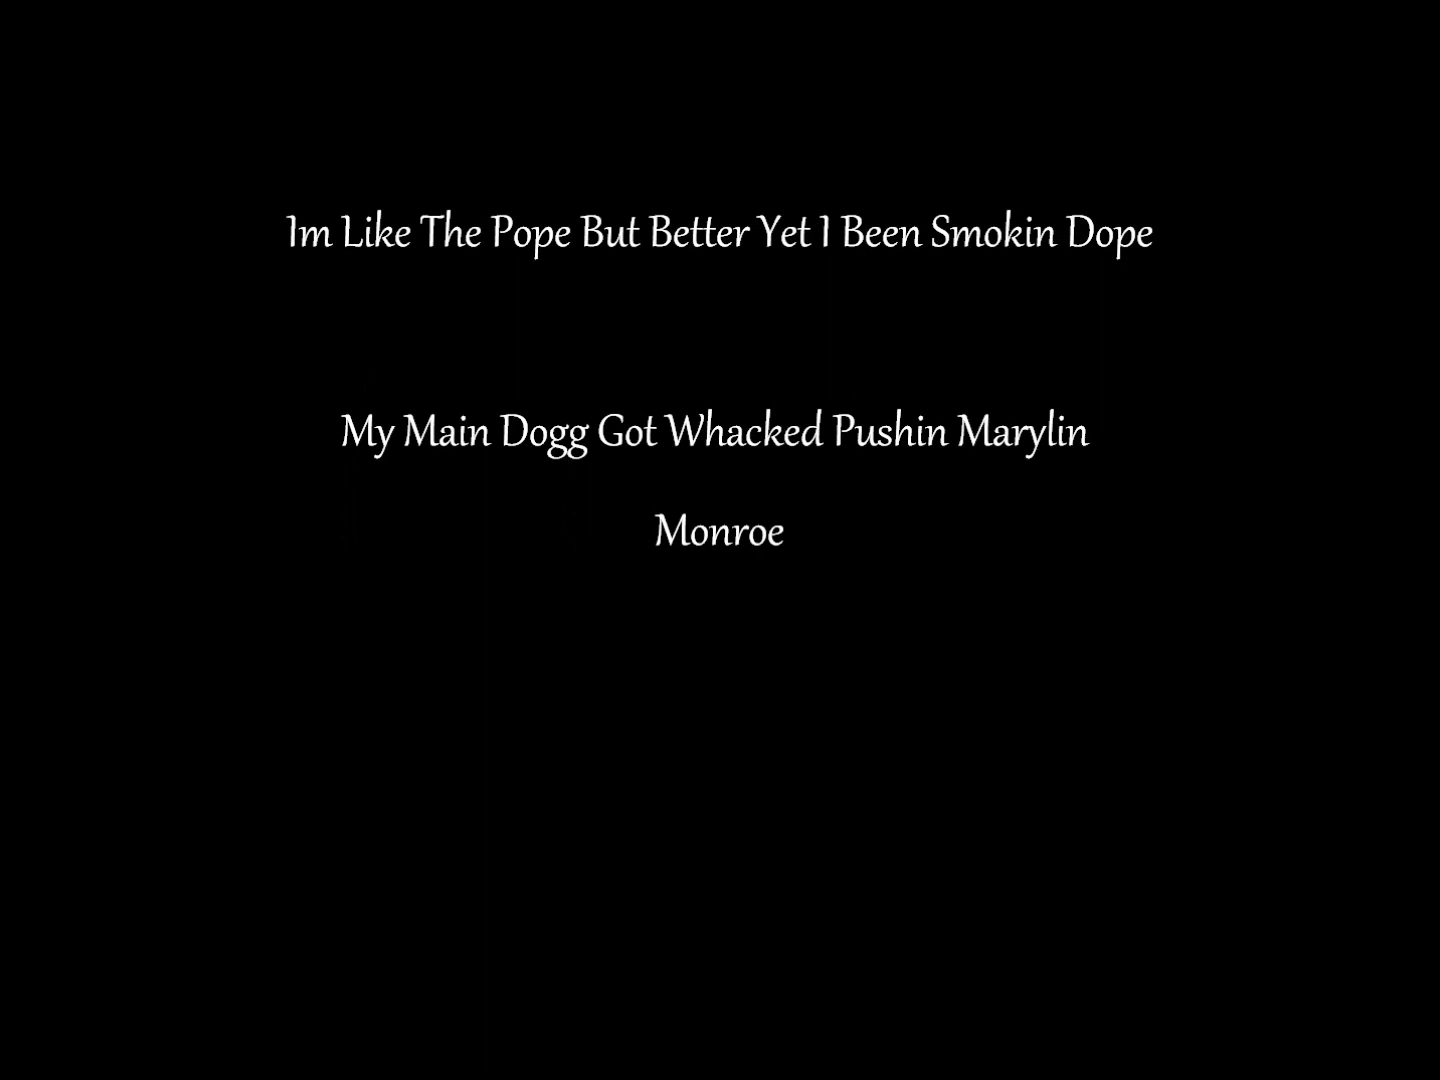 Im Like The Pope But Better Yet I Been Smokin Dope
My Main Dogg Got Whacked Pushin Marylin
Monroe